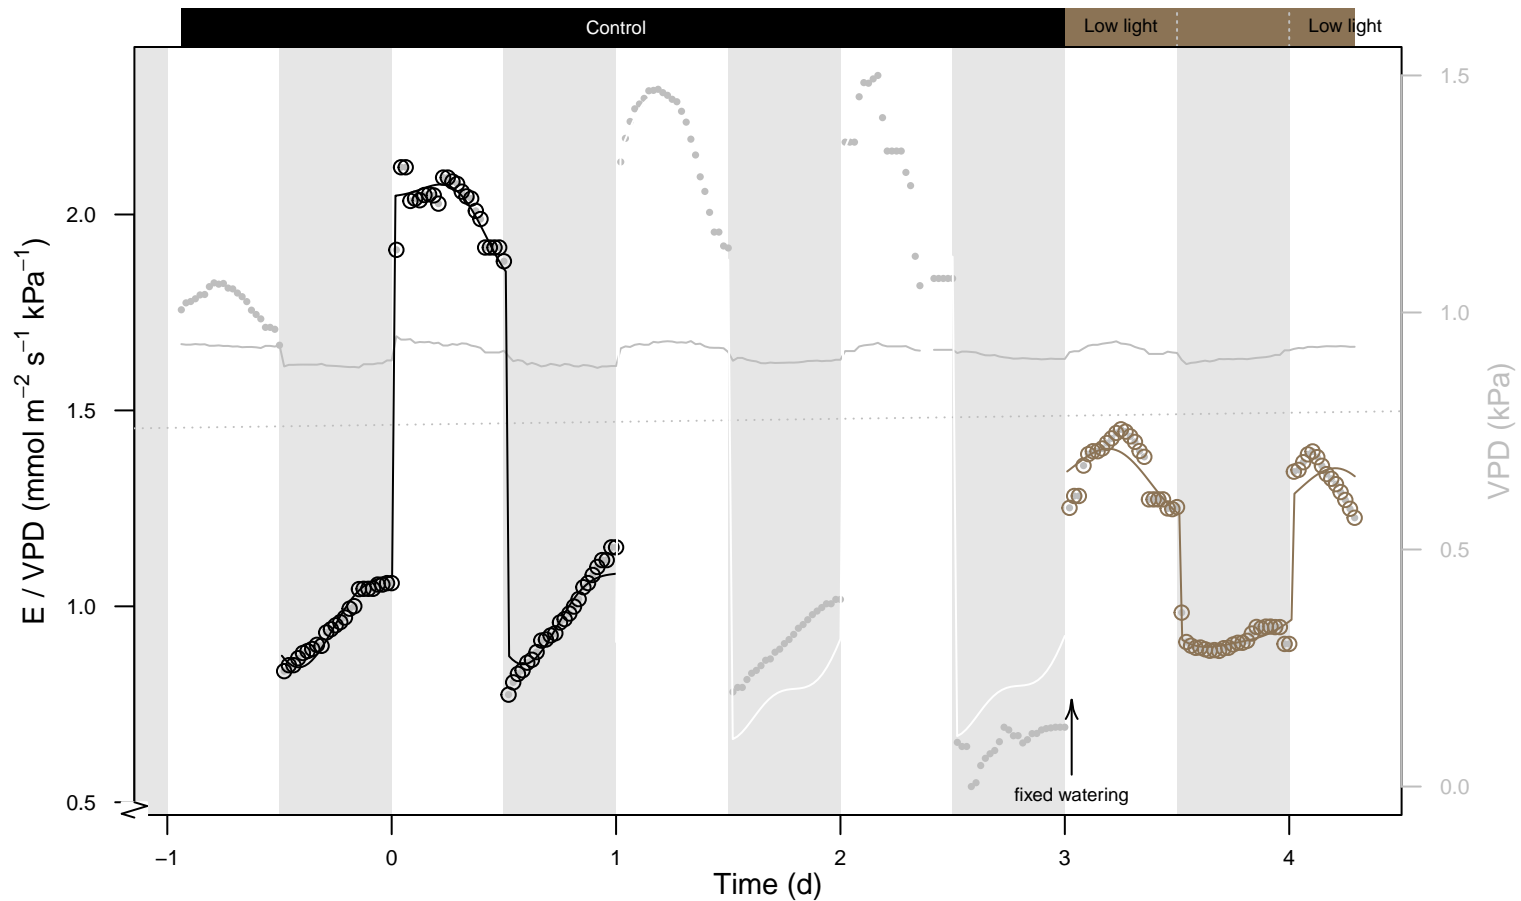 Control
Low light
Low light
E / VPD (mmol m⁻² s⁻¹ kPa⁻¹)
2.0
1.5
1.0
0.5
1.5
1.0
0.5
0.0
VPD (kPa)
fixed watering
−1 0 1 2 3 4
Time (d)